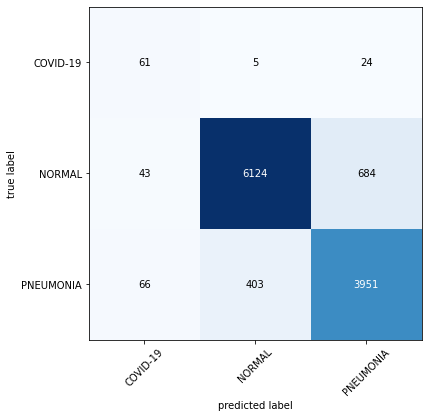 COVID-19 61 5 24
NORMAL 43 6124 684
PNEUMONIA 66 403 3951
true label
COVID-19 NORMAL PNEUMONIA
predicted label